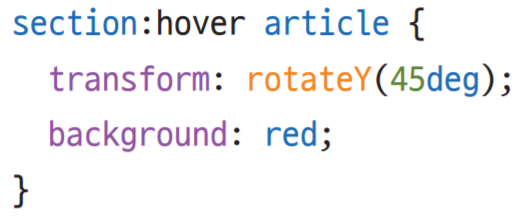 section:hover article {
  transform: rotateY(45deg);
  background: red;
}